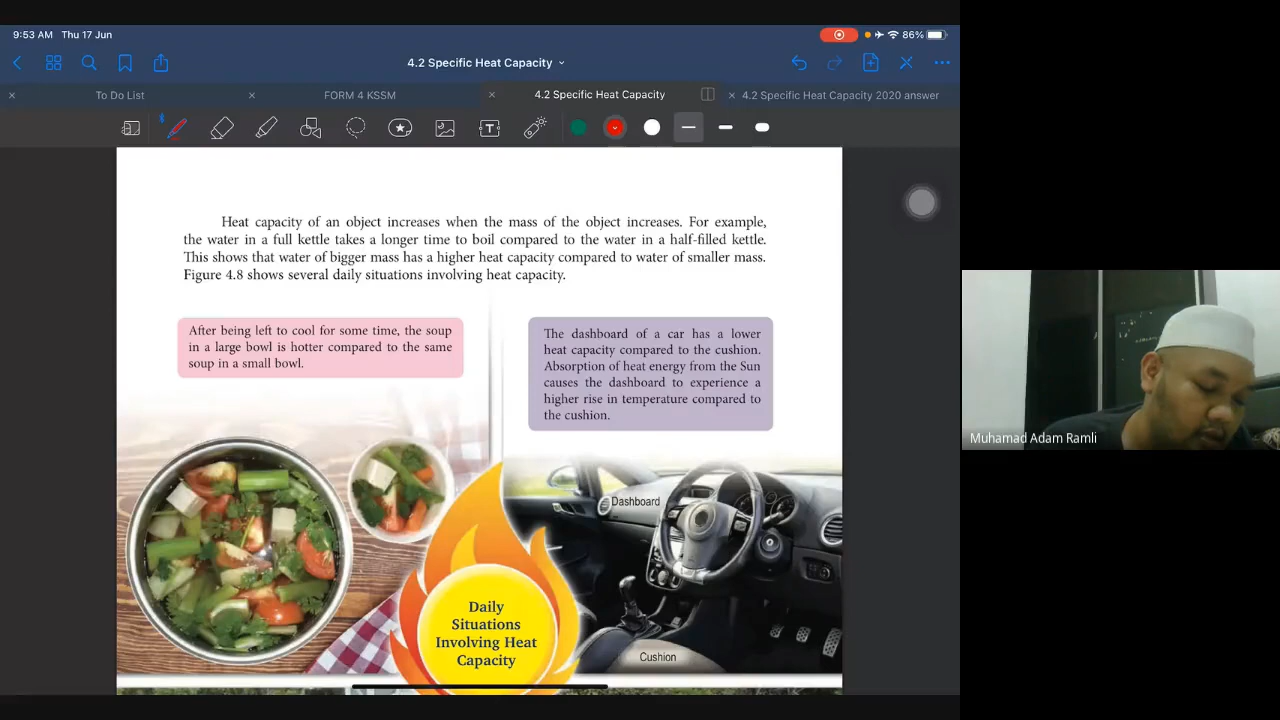 9:53 AM Thu 17 Jun
86%
4.2 Specific Heat Capacity
To Do List
FORM 4 KSSM
4.2 Specific Heat Capacity
4.2 Specific Heat Capacity 2020 answer
Heat capacity of an object increases when the mass of the object increases. For example,
the water in a full kettle takes a longer time to boil compared to the water in a half-filled kettle.
This shows that water of bigger mass has a higher heat capacity compared to water of smaller mass.
Figure 4.8 shows several daily situations involving heat capacity.
After being left to cool for some time, the soup
in a large bowl is hotter compared to the same
soup in a small bowl.
The dashboard of a car has a lower
heat capacity compared to the cushion.
Absorption of heat energy from the Sun
causes the dashboard to experience a
higher rise in temperature compared to
the cushion.
Dashboard
Cushion
Daily
Situations
Involving Heat
Capacity
Muhamad Adam Ramli